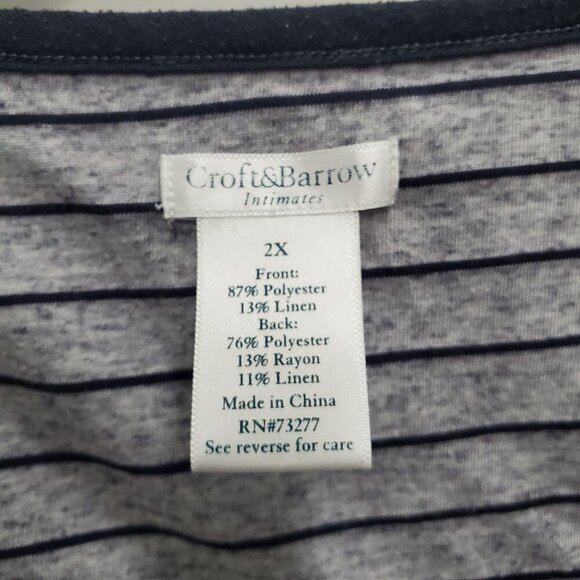 Croft&Barrow
Intimates
2X
Front:
87% Polyester
13% Linen
Back:
76% Polyester
13% Rayon
11% Linen
Made in China
RN#73277
See reverse for care